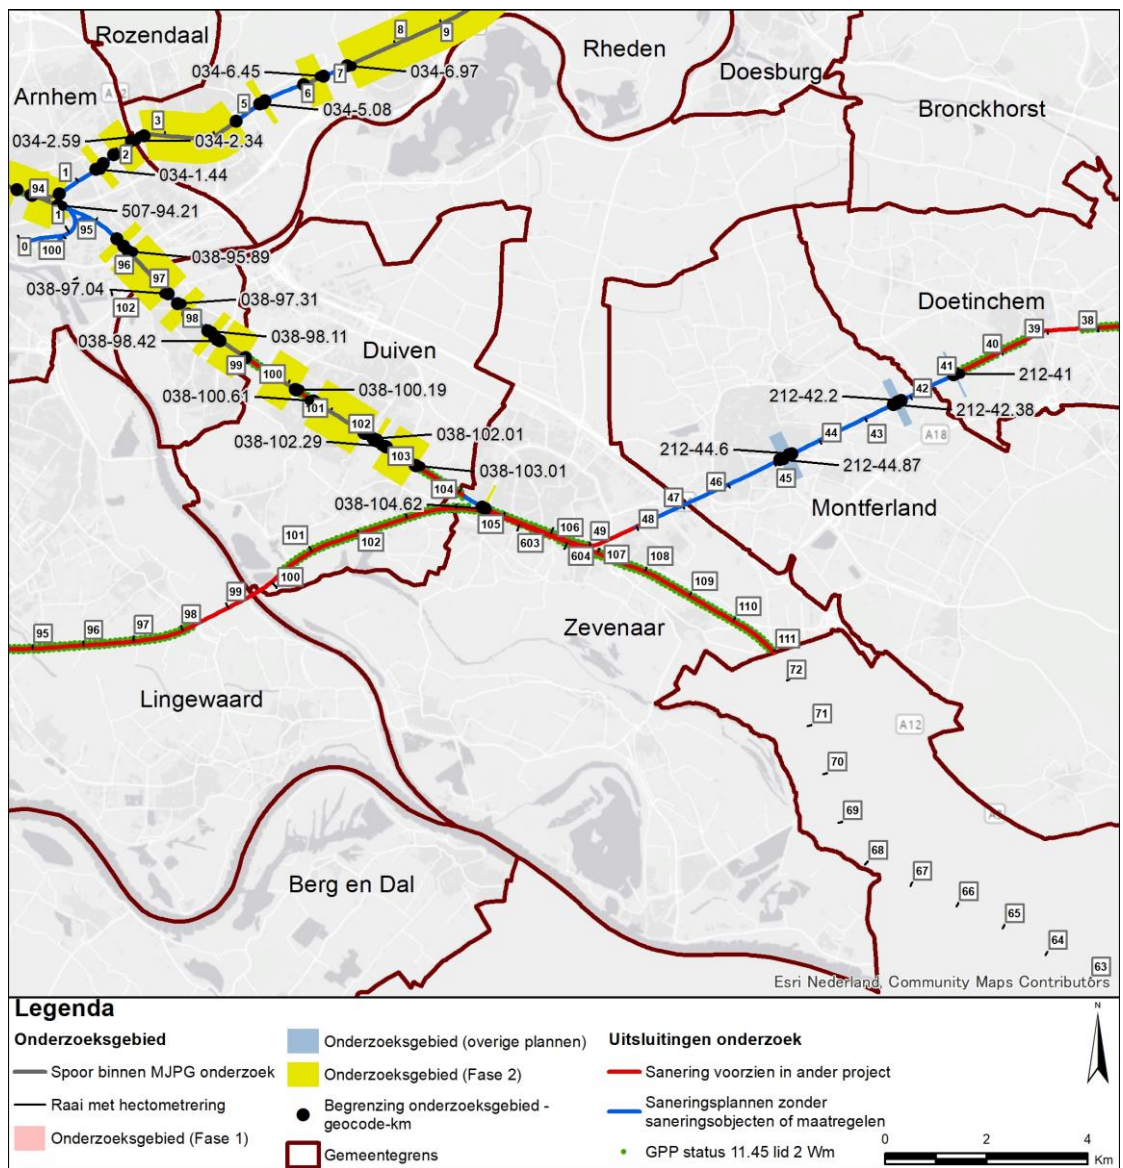 Rozendaal
8
9
Rheden
034-6.45
7
034-6.97
Doesburg
Arnhem
6
5
034-5.08
Bronckhorst
3
034-2.59
034-2.34
2
1
034-1.44
94
507-94.21
1
95
0
100
038-95.89
96
97
038-97.04
102
038-97.31
98
038-98.11
038-98.42
Duiven
99
100
038-100.19
038-100.61
101
102
038-102.01
038-102.29
103
038-103.01
104
038-104.62
105
Doetinchem
38
39
40
41
212-41
42
212-42.2
212-42.38
43
44
A18
212-44.6
212-44.87
45
46
Montferland
47
48
106
49
603
604
107
108
109
110
111
101
102
100
99
98
97
96
95
Zevenaar
Lingewaard
72
71
A12
70
69
68
67
66
65
64
63
Berg en Dal
Esri Nederland, Community Maps Contributors
Legenda
Onderzoeksgebied
Spoor binnen MJPG onderzoek
Raai met hectometrering
Onderzoeksgebied (Fase 1)
Onderzoeksgebied (overige plannen)
Onderzoeksgebied (Fase 2)
Begrenzing onderzoeksgebied -
geocode-km
Gemeentegrens
Uitsluitingen onderzoek
Sanering voorzien in ander project
Saneringsplannen zonder
saneringsobjecten of maatregelen
GPP status 11.45 lid 2 Wm
N
0 2 4
Km